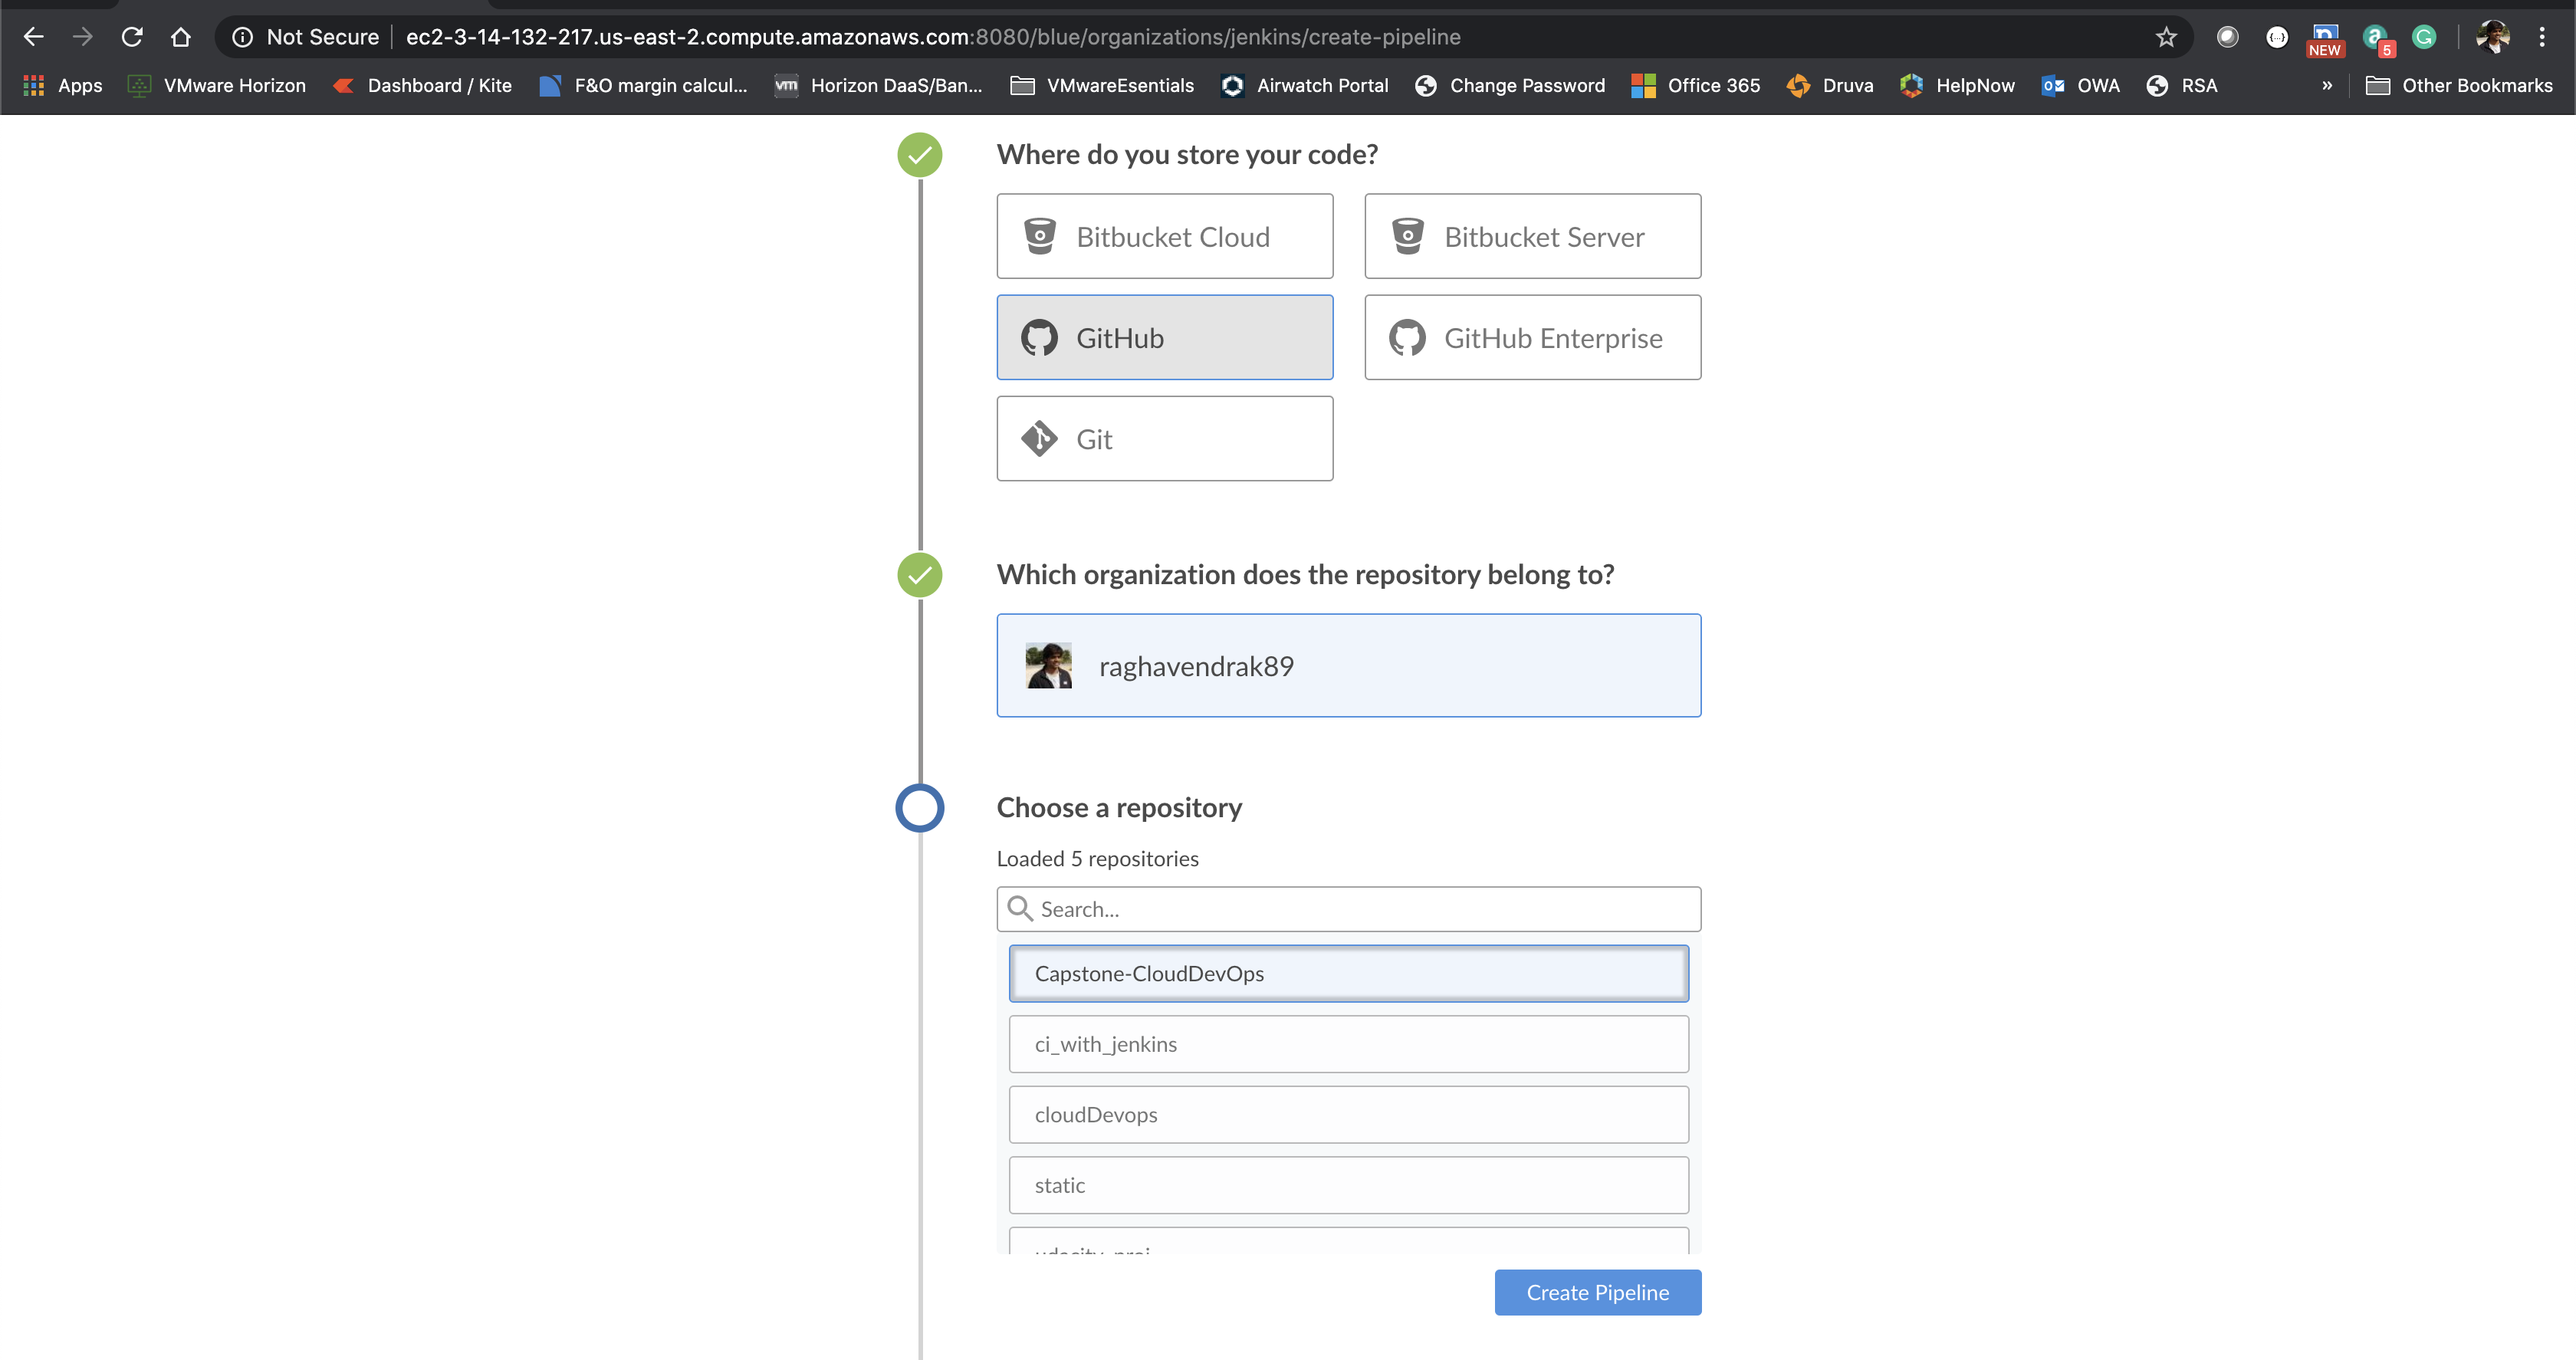 Not Secure ec2-3-14-132-217.us-east-2.compute.amazonaws.com:8080/blue/organizations/jenkins/create-pipeline
NEW 5
Apps VMware Horizon Dashboard / Kite F&O margin calcul... vm Horizon DaaS/Ban... VMwareEsentials Airwatch Portal Change Password Office 365 Druva HelpNow OWA RSA » Other Bookmarks
Where do you store your code?
Bitbucket Cloud Bitbucket Server
GitHub GitHub Enterprise
Git
Which organization does the repository belong to?
raghavendrak89
Choose a repository
Loaded 5 repositories
Search...
Capstone-CloudDevOps
ci_with_jenkins
cloudDevops
static
Create Pipeline